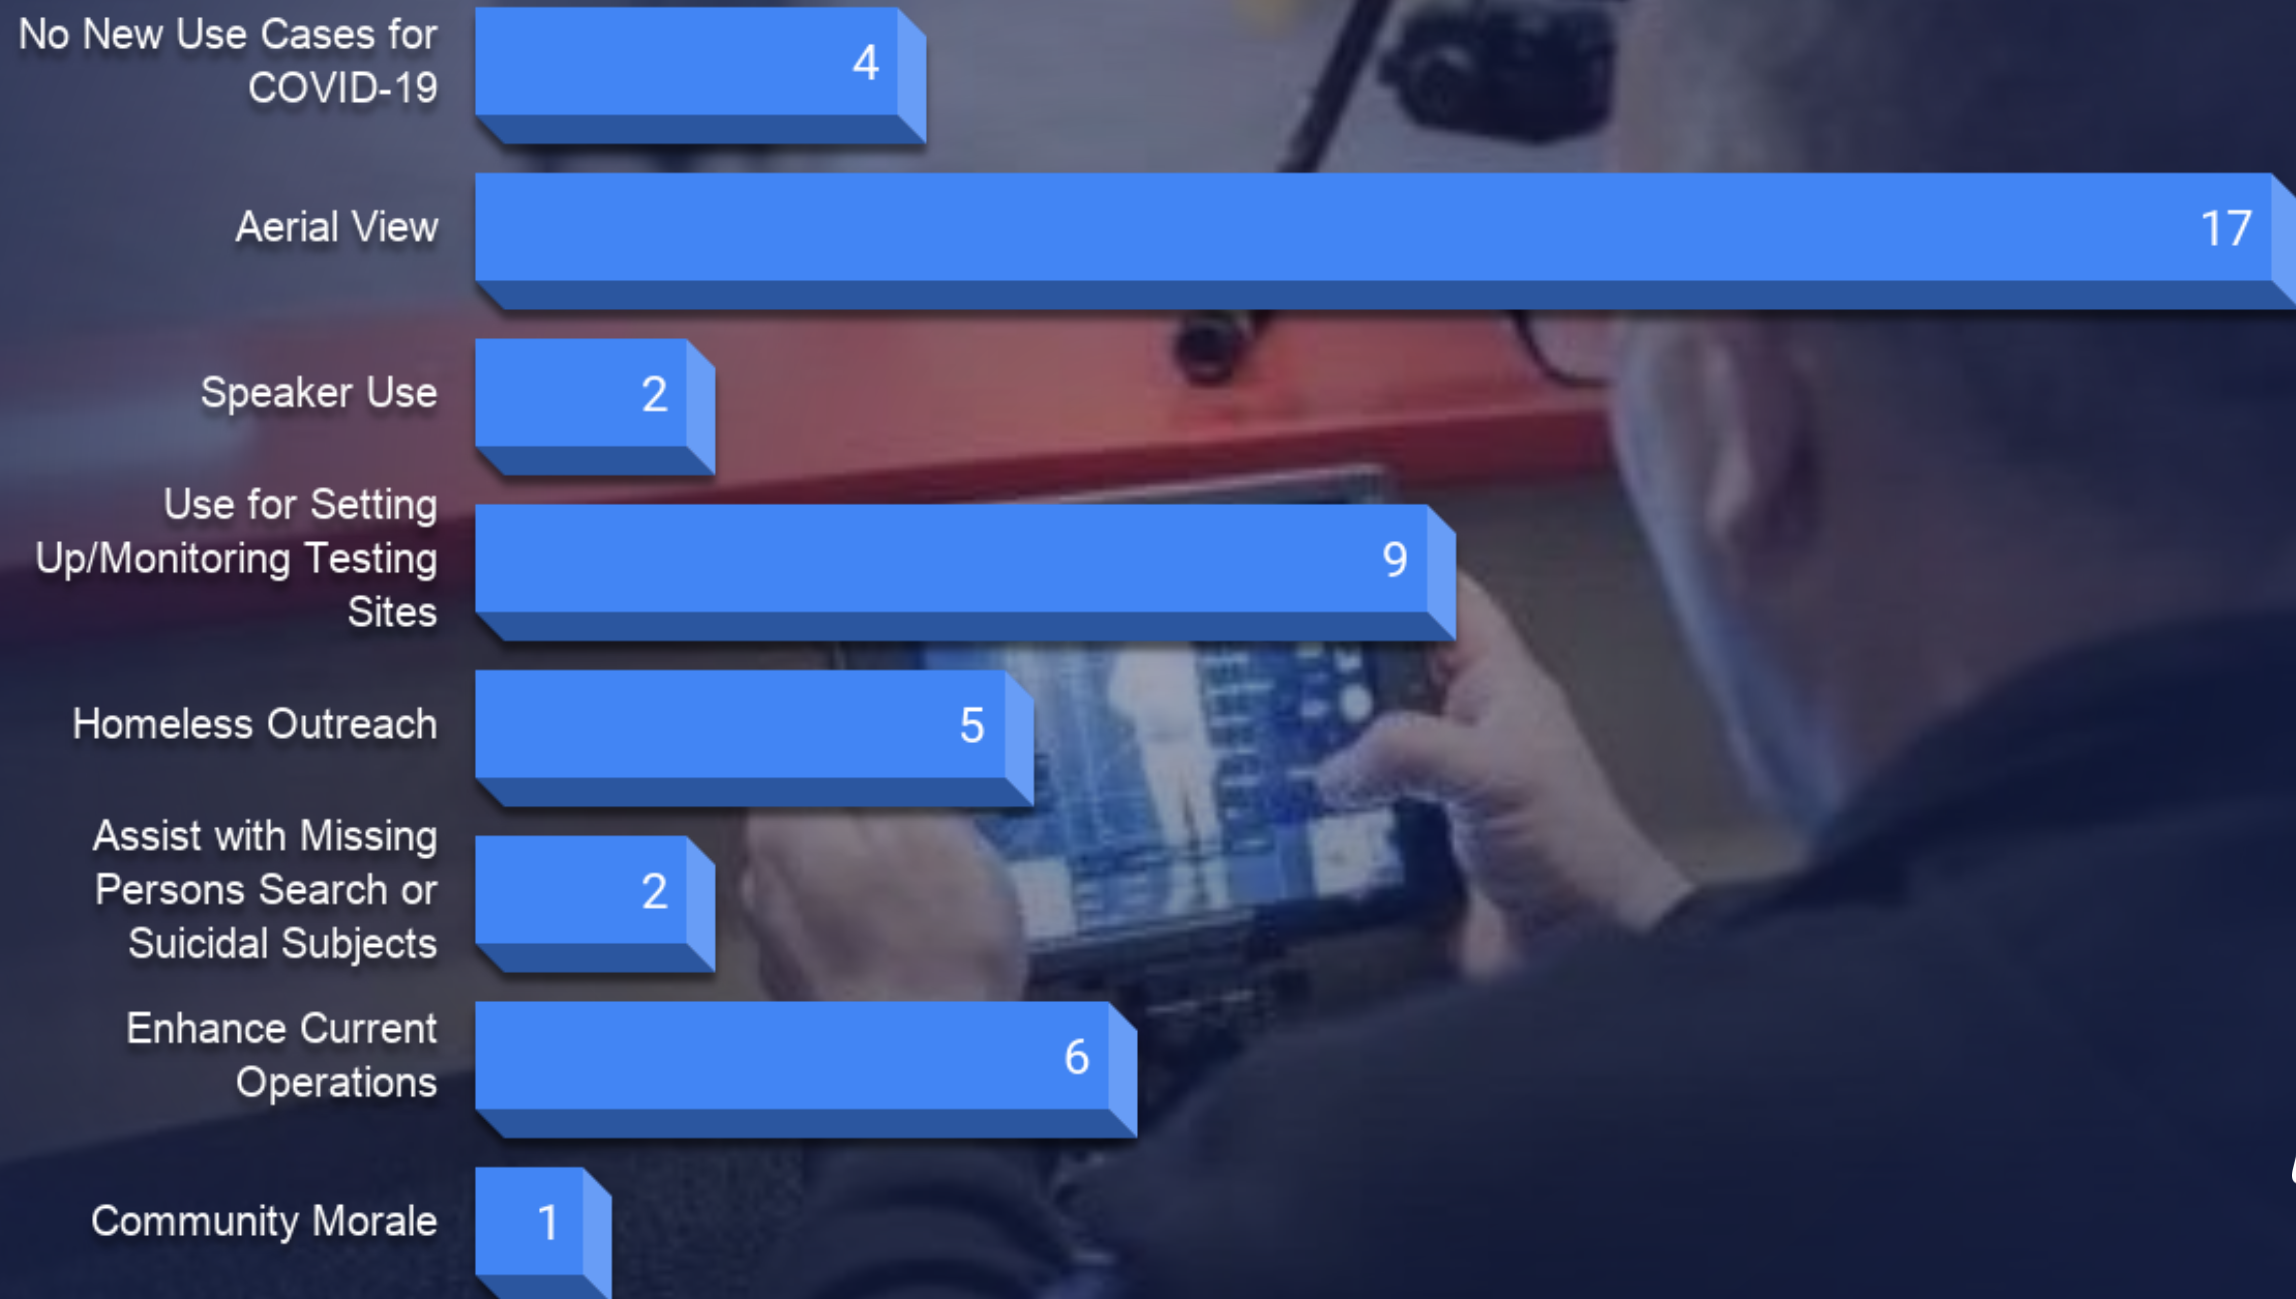 No New Use Cases for
COVID-19
4
Aerial View
17
Speaker Use
2
Use for Setting
Up/Monitoring Testing
Sites
9
Homeless Outreach
5
Assist with Missing
Persons Search or
Suicidal Subjects
2
Enhance Current
Operations
6
Community Morale
1